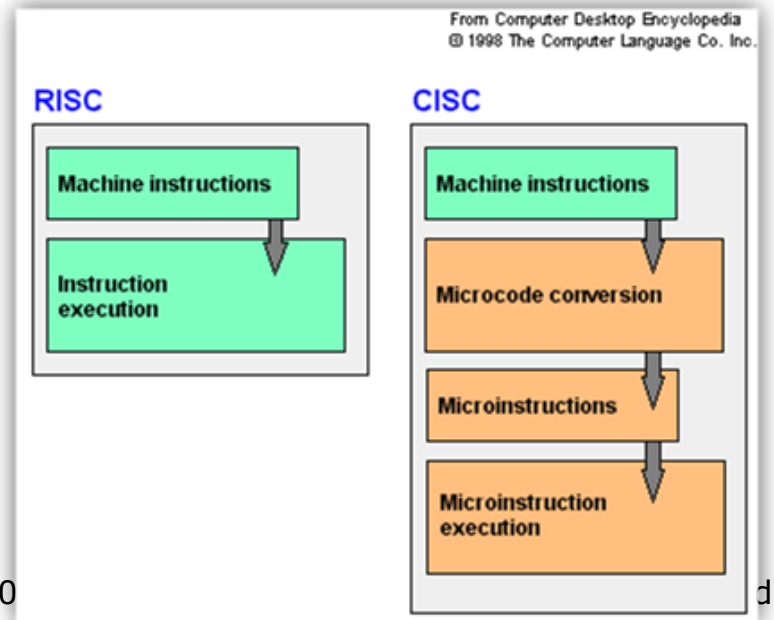 From Computer Desktop Encyclopedia
© 1998 The Computer Language Co. Inc.
RISC
Machine instructions
Instruction
execution
CISC
Machine instructions
Microcode conversion
Microinstructions
Microinstruction
execution
0
d